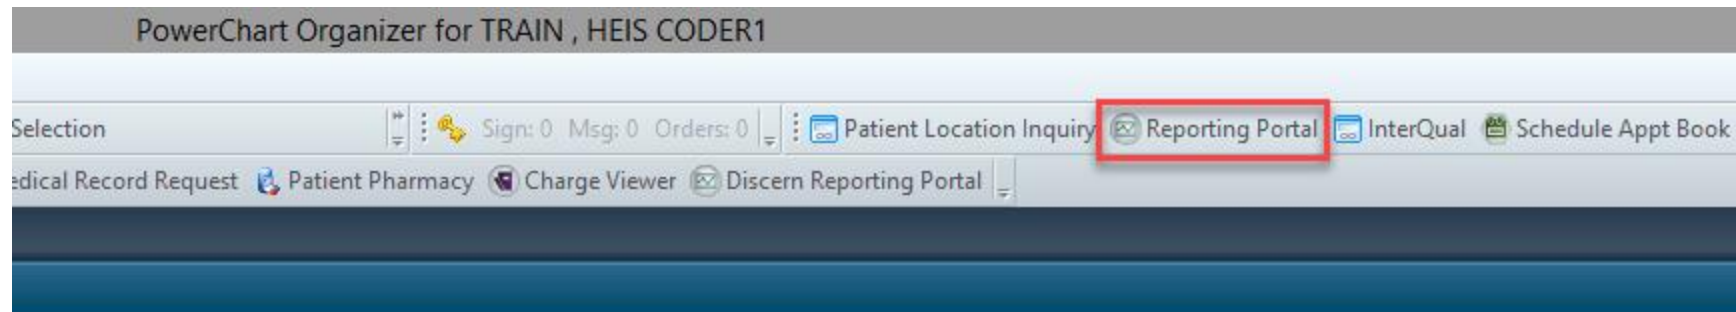 PowerChart Organizer for TRAIN , HEIS CODER1
Selection Sign: 0 Msg: 0 Orders: 0 Patient Location Inquiry Reporting Portal InterQual Schedule Appt Book
edical Record Request Patient Pharmacy Charge Viewer Discern Reporting Portal